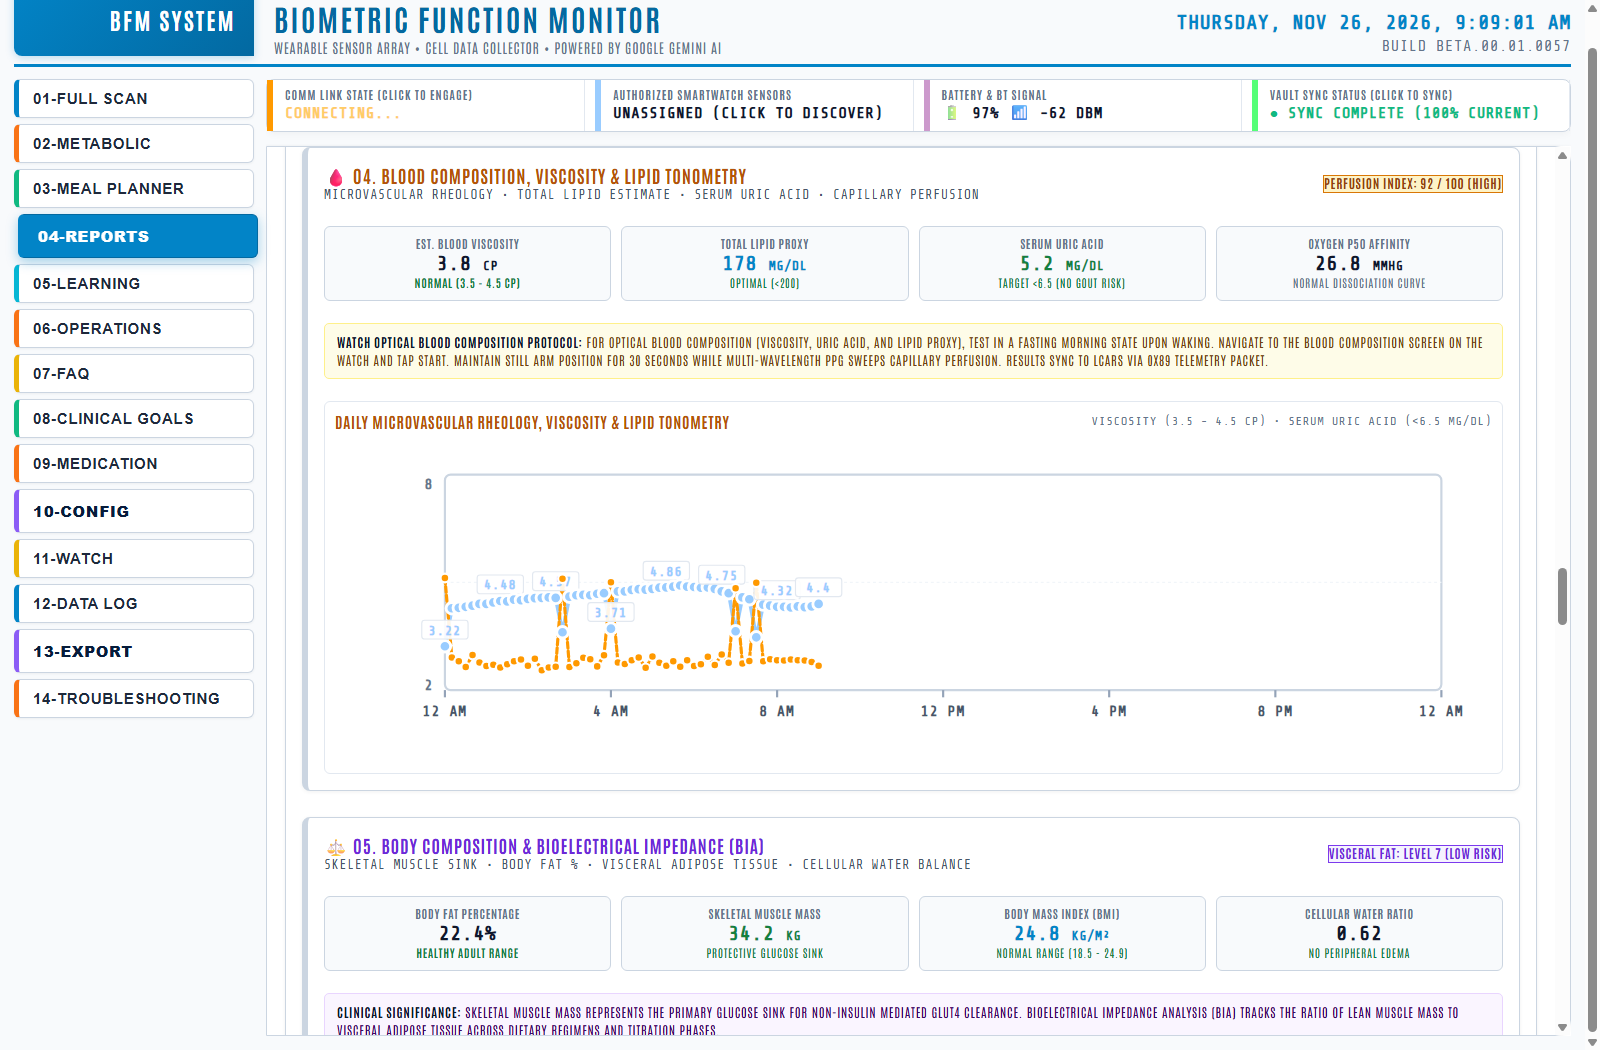 BFM SYSTEM
BIOMETRIC FUNCTION MONITOR
WEARABLE SENSOR ARRAY • CELL DATA COLLECTOR • POWERED BY GOOGLE GEMINI AI
THURSDAY, NOV 26, 2026, 9:09:01 AM
BUILD BETA.00.01.0057
01-FULL SCAN
02-METABOLIC
03-MEAL PLANNER
04-REPORTS
05-LEARNING
06-OPERATIONS
07-FAQ
08-CLINICAL GOALS
09-MEDICATION
10-CONFIG
11-WATCH
12-DATA LOG
13-EXPORT
14-TROUBLESHOOTING
COMM LINK STATE (CLICK TO ENGAGE)
CONNECTING...
AUTHORIZED SMARTWATCH SENSORS
UNASSIGNED (CLICK TO DISCOVER)
BATTERY & BT SIGNAL
97% -62 DBM
VAULT SYNC STATUS (CLICK TO SYNC)
● SYNC COMPLETE (100% CURRENT)
04. BLOOD COMPOSITION, VISCOSITY & LIPID TONOMETRY
MICROVASCULAR RHEOLOGY · TOTAL LIPID ESTIMATE · SERUM URIC ACID · CAPILLARY PERFUSION
PERFUSION INDEX: 92 / 100 (HIGH)
EST. BLOOD VISCOSITY
3.8 CP
NORMAL (3.5 - 4.5 CP)
TOTAL LIPID PROXY
178 MG/DL
OPTIMAL (<200)
SERUM URIC ACID
5.2 MG/DL
TARGET <6.5 (NO GOUT RISK)
OXYGEN P50 AFFINITY
26.8 MMHG
NORMAL DISSOCIATION CURVE
WATCH OPTICAL BLOOD COMPOSITION PROTOCOL: FOR OPTICAL BLOOD COMPOSITION (VISCOSITY, URIC ACID, AND LIPID PROXY), TEST IN A FASTING MORNING STATE UPON WAKING. NAVIGATE TO THE BLOOD COMPOSITION SCREEN ON THE
WATCH AND TAP START. MAINTAIN STILL ARM POSITION FOR 30 SECONDS WHILE MULTI-WAVELENGTH PPG SWEEPS CAPILLARY PERFUSION. RESULTS SYNC TO LCARS VIA 0X89 TELEMETRY PACKET.
DAILY MICROVASCULAR RHEOLOGY, VISCOSITY & LIPID TONOMETRY
VISCOSITY (3.5 - 4.5 CP) · SERUM URIC ACID (<6.5 MG/DL)
8
4.48
4.86
4.75
4.32
4.4
3.71
3.22
2
12 AM
4 AM
8 AM
12 PM
4 PM
8 PM
12 AM
05. BODY COMPOSITION & BIOELECTRICAL IMPEDANCE (BIA)
SKELETAL MUSCLE SINK · BODY FAT % · VISCERAL ADIPOSE TISSUE · CELLULAR WATER BALANCE
VISCERAL FAT: LEVEL 7 (LOW RISK)
BODY FAT PERCENTAGE
22.4%
HEALTHY ADULT RANGE
SKELETAL MUSCLE MASS
34.2 KG
PROTECTIVE GLUCOSE SINK
BODY MASS INDEX (BMI)
24.8 KG/M²
NORMAL RANGE (18.5 - 24.9)
CELLULAR WATER RATIO
0.62
NO PERIPHERAL EDEMA
CLINICAL SIGNIFICANCE: SKELETAL MUSCLE MASS REPRESENTS THE PRIMARY GLUCOSE SINK FOR NON-INSULIN MEDIATED GLUT4 CLEARANCE. BIOELECTRICAL IMPEDANCE ANALYSIS (BIA) TRACKS THE RATIO OF LEAN MUSCLE MASS TO
VISCERAL ADIPOSE TISSUE ACROSS DIETARY REGIMENS AND TITRATION PHASES